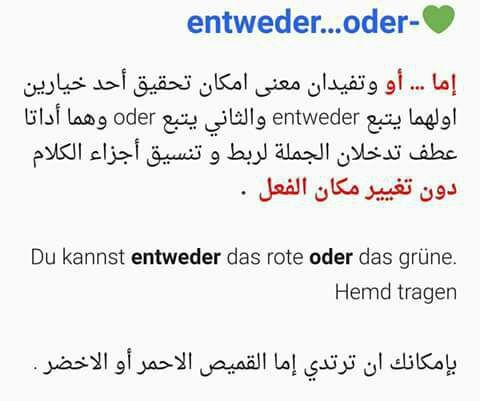 entweder...oder-💚
إما ... أو وتفيدان معنى امكان تحقيق أحد خيارين
اولهما يتبع entweder والثاني يتبع oder وهما أداتا
عطف تدخلان الجملة لربط و تنسيق أجزاء الكلام
دون تغيير مكان الفعل .
Du kannst entweder das rote oder das grüne.
Hemd tragen
بإمكانك ان ترتدي إما القميص الاحمر أو الاخضر .